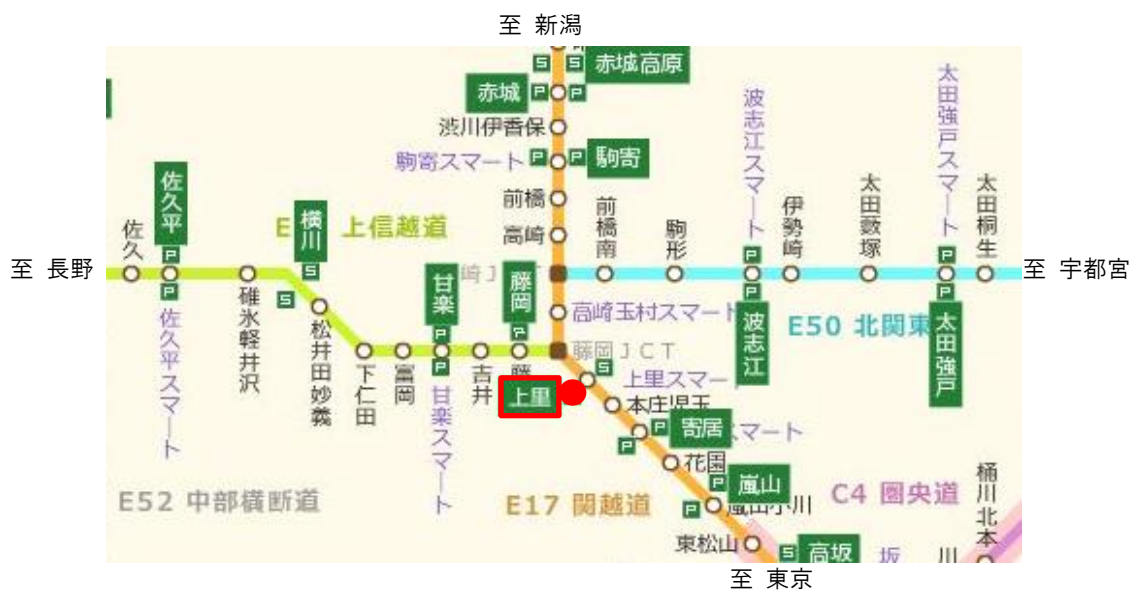 至 新潟
赤城高原
赤城
渋川伊香保
駒寄スマート
駒寄
前橋
高崎
前橋南
駒形
波志江スマート
伊勢崎
太田藪塚
太田強戸スマート
太田桐生
至 長野
佐久
佐久平
横川
上信越道
甘楽
藤岡
至 宇都宮
高崎玉村スマート
波志江
E50 北関東
太田強戸
碓氷軽井沢
佐久平スマート
松井田妙義
下仁田
富岡
甘楽スマート
吉井
藤岡JCT
上里スマート
上里
本庄児玉
寄居
スマート
花園
嵐山
嵐山小川
東松山
高坂
E52 中部横断道
E17 関越道
C4 圏央道
桶川北本
至 東京